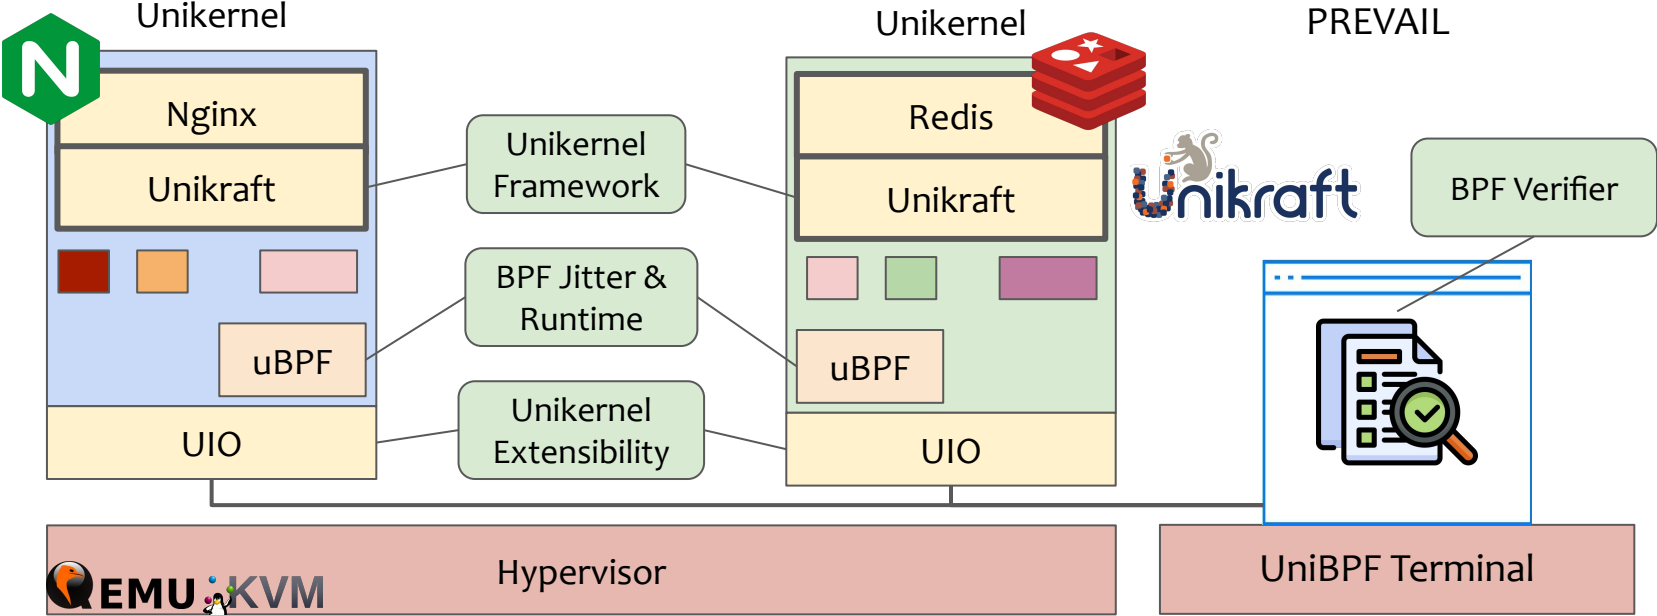 Unikernel
Unikernel
PREVAIL
N
Nginx
Unikraft
Unikernel
Framework
Redis
Unikraft
Unikraft
BPF Verifier
BPF Jitter &
Runtime
uBPF
uBPF
Unikernel
Extensibility
UIO
UIO
Hypervisor
QEMU
KVM
UniBPF Terminal